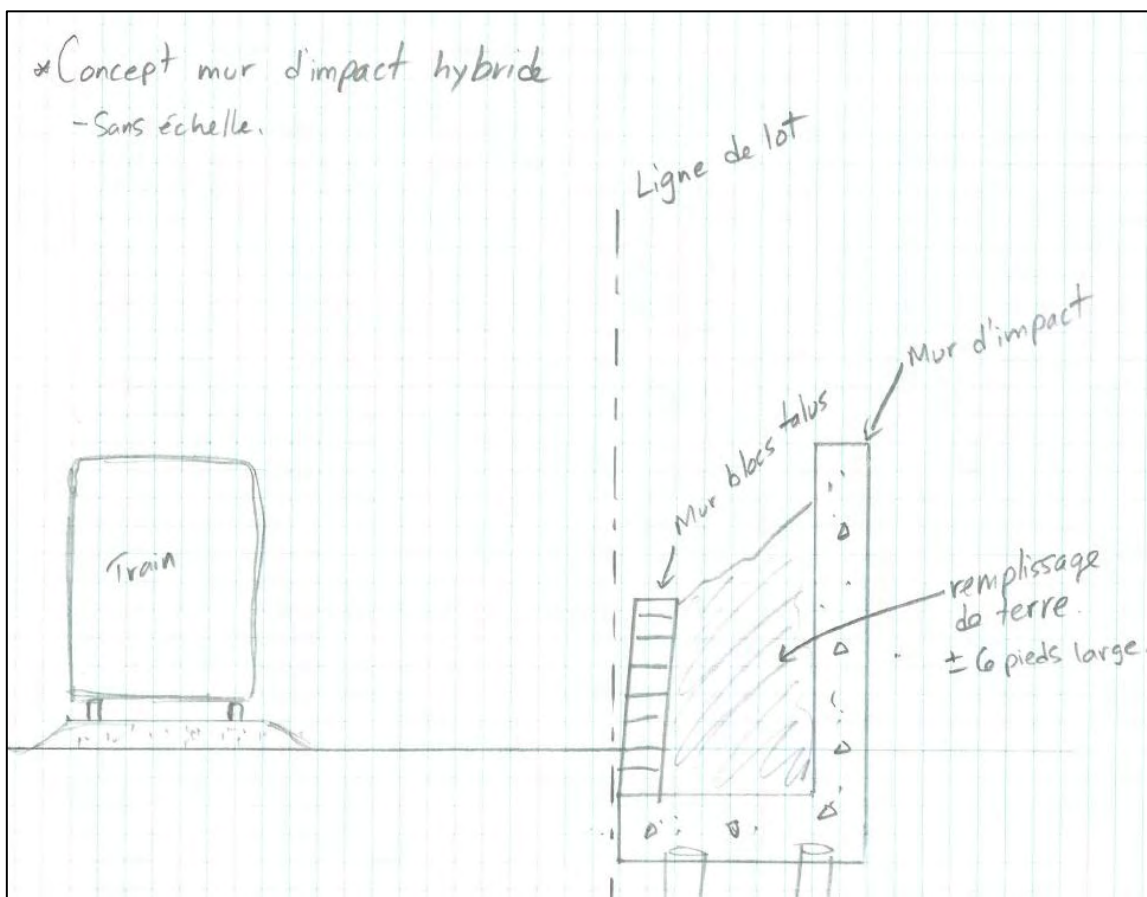 *Concept mur d'impact hybride
-Sans échelle.
Ligne de lot
Mur d'impact
Mur blocs talus
Train
remplissage
de terre.
± 6 pieds large.